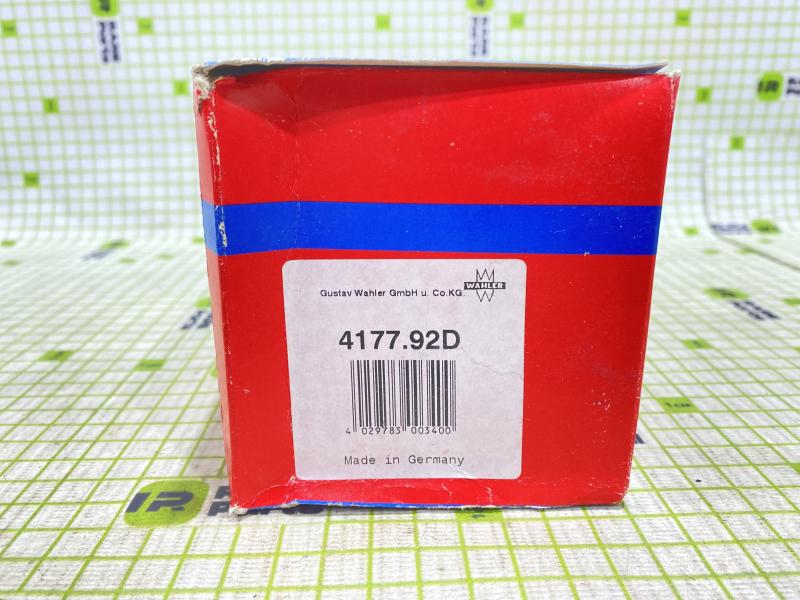 Gustav Wahler GmbH u. Co.KG.
WAHLER
4177.92D
4 029783 003400
Made in Germany